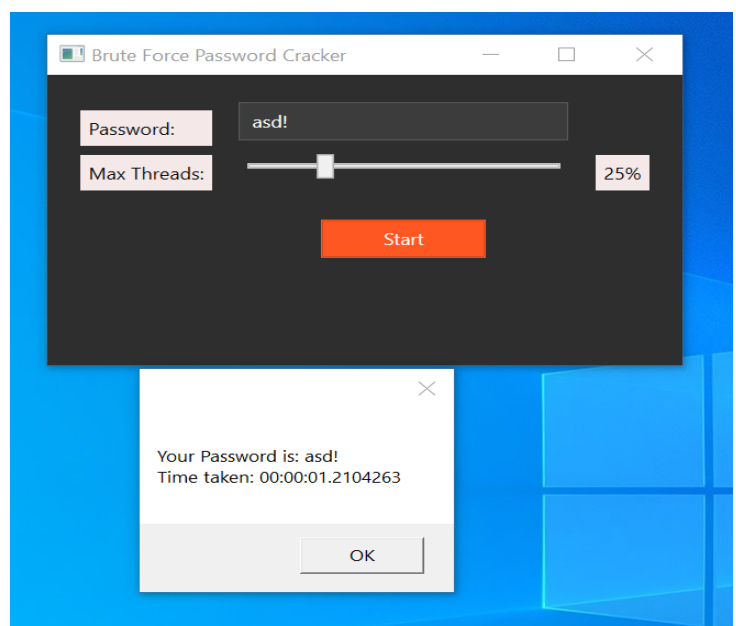 Brute Force Password Cracker
Password:
asd!
Max Threads:
25%
Start
Your Password is: asd!
Time taken: 00:00:01.2104263
OK